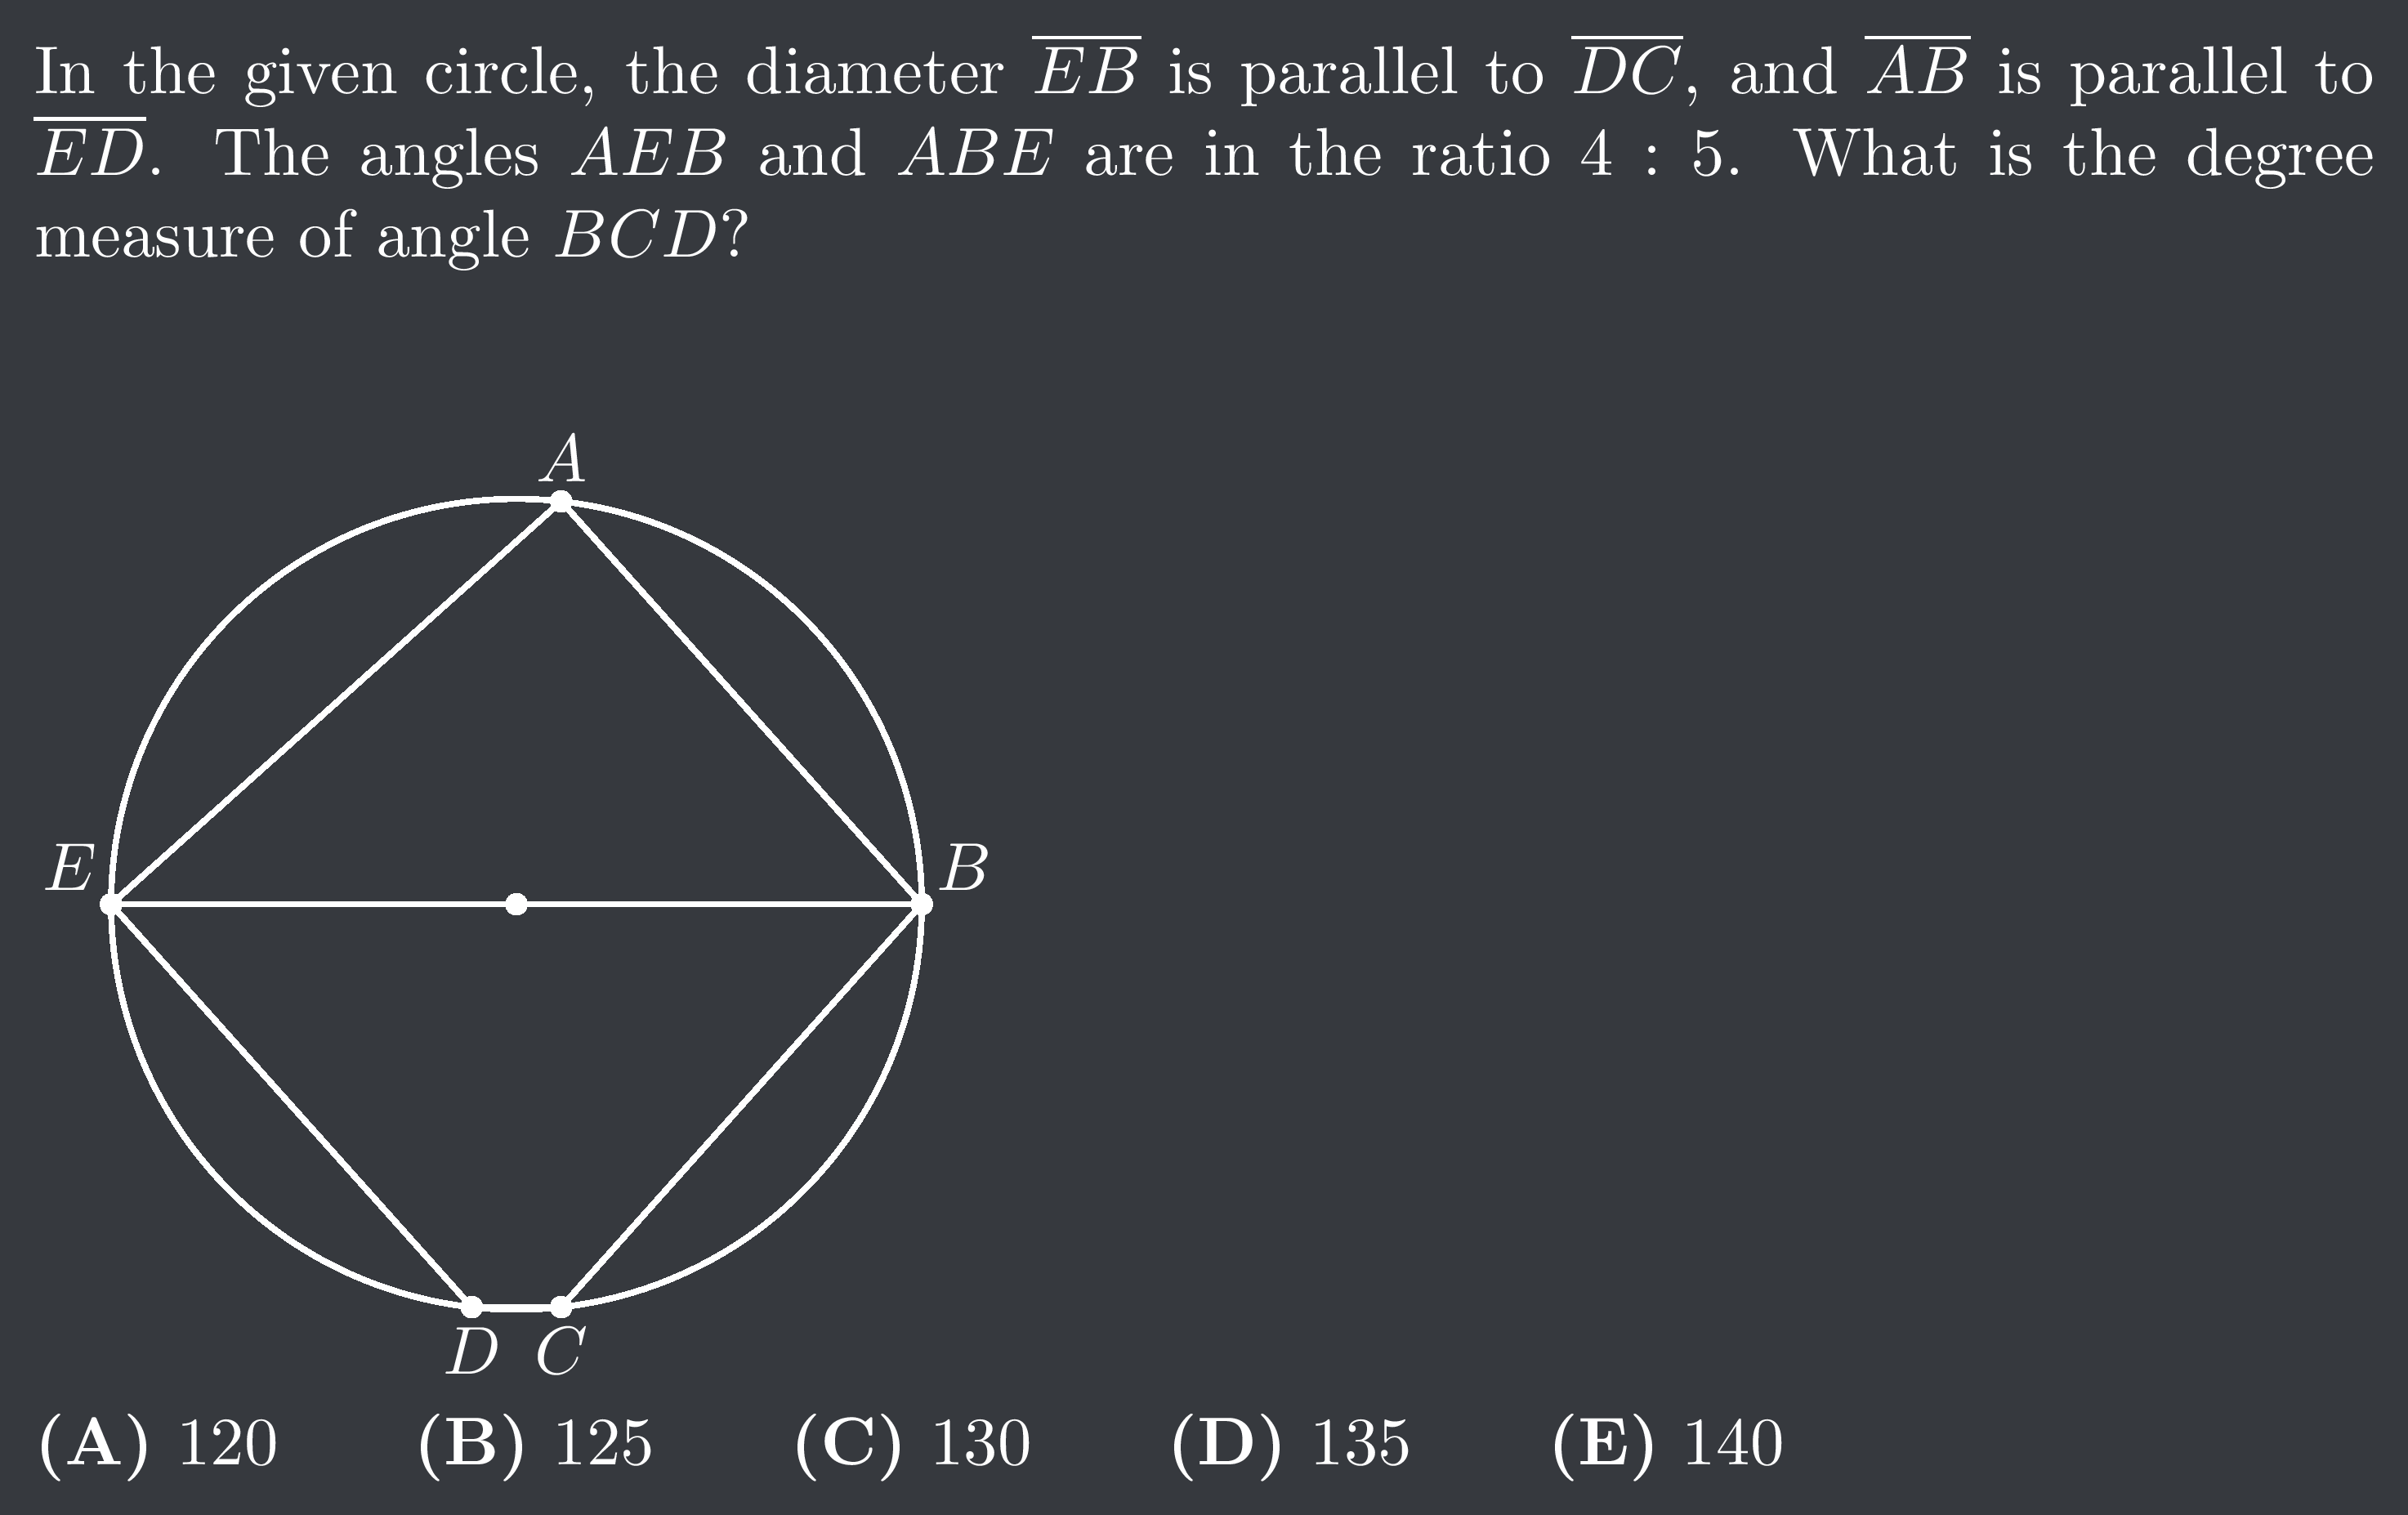 In the given circle, the diameter $\overline{EB}$ is parallel to $\overline{DC}$, and $\overline{AB}$ is parallel to
$\overline{ED}$. The angles $AEB$ and $ABE$ are in the ratio $4 : 5$. What is the degree
measure of angle $BCD$?
A
E
B
D C
(A) 120 (B) 125 (C) 130 (D) 135 (E) 140